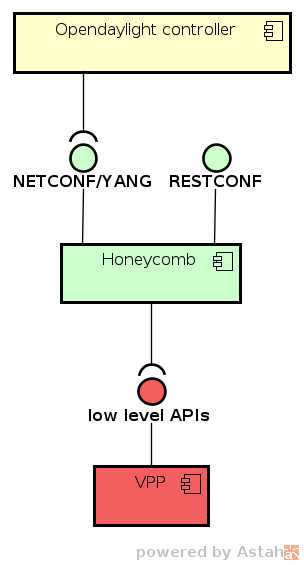 Opendaylight controller
NETCONF/YANG
RESTCONF
Honeycomb
low level APIs
VPP
powered by Astah